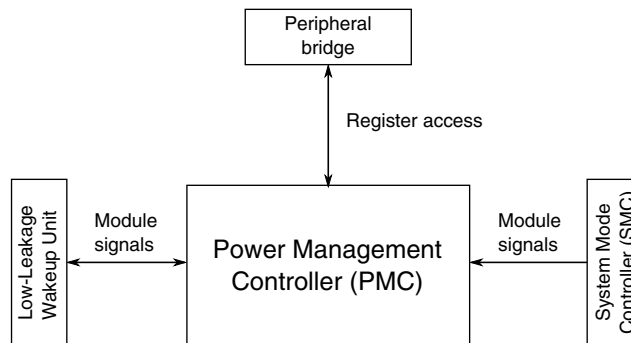 Peripheral
bridge
Register access
Low-Leakage
Wakeup Unit
Module
signals
Power Management
Controller (PMC)
Module
signals
System Mode
Controller (SMC)